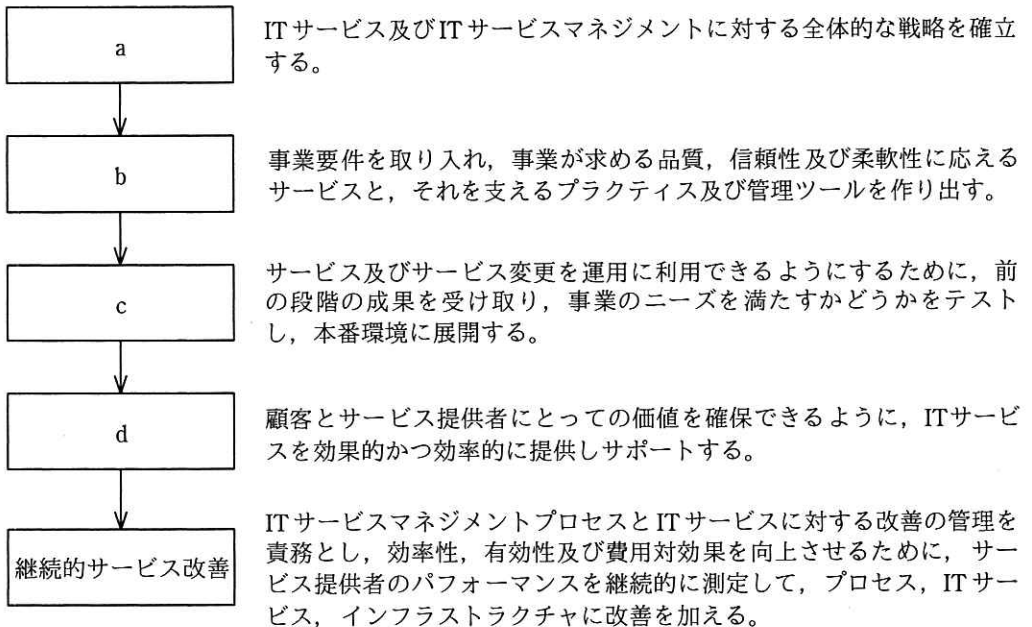 a
ITサービス及びITサービスマネジメントに対する全体的な戦略を確立
する。
b
事業要件を取り入れ，事業が求める品質，信頼性及び柔軟性に応える
サービスと，それを支えるプラクティス及び管理ツールを作り出す。
c
サービス及びサービス変更を運用に利用できるようにするために，前
の段階の成果を受け取り，事業のニーズを満たすかどうかをテスト
し，本番環境に展開する。
d
顧客とサービス提供者にとっての価値を確保できるように，ITサービ
スを効果的かつ効率的に提供しサポートする。
継続的サービス改善
ITサービスマネジメントプロセスとITサービスに対する改善の管理を
責務とし，効率性，有効性及び費用対効果を向上させるために，サー
ビス提供者のパフォーマンスを継続的に測定して，プロセス，ITサー
ビス，インフラストラクチャに改善を加える。